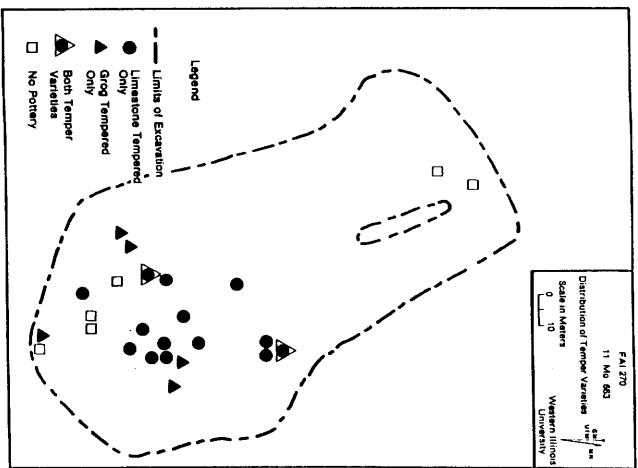 FAI 270
11 Mo 663
Distribution of Temper Varieties
Scale in Meters
0 10
Western Illinois
University
Legend
Limits of Excavation
Limestone Tempered
Only
Grog Tempered
Only
Both Temper
Varieties
No Pottery